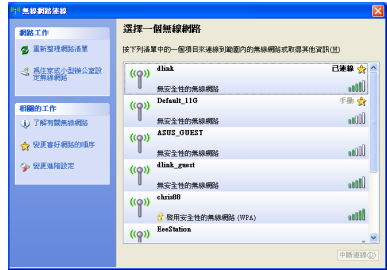 無線網路連線
網路工作
重新整理網路清單
為住家或小型辦公室設定無線網路
相關的工作
了解有關無線網路
變更喜好網路的順序
變更進階設定
選擇一個無線網路
按下列清單中的一個項目來連線到範圍內的無線網路或取得其他資訊(H)
dlink 已連線
無安全性的無線網路
Default_11G 手動
無安全性的無線網路
ASUS_GUEST
無安全性的無線網路
dlink_guest
無安全性的無線網路
chris88
啟用安全性的無線網路 (WPA)
EeeStation
中斷連線(D)